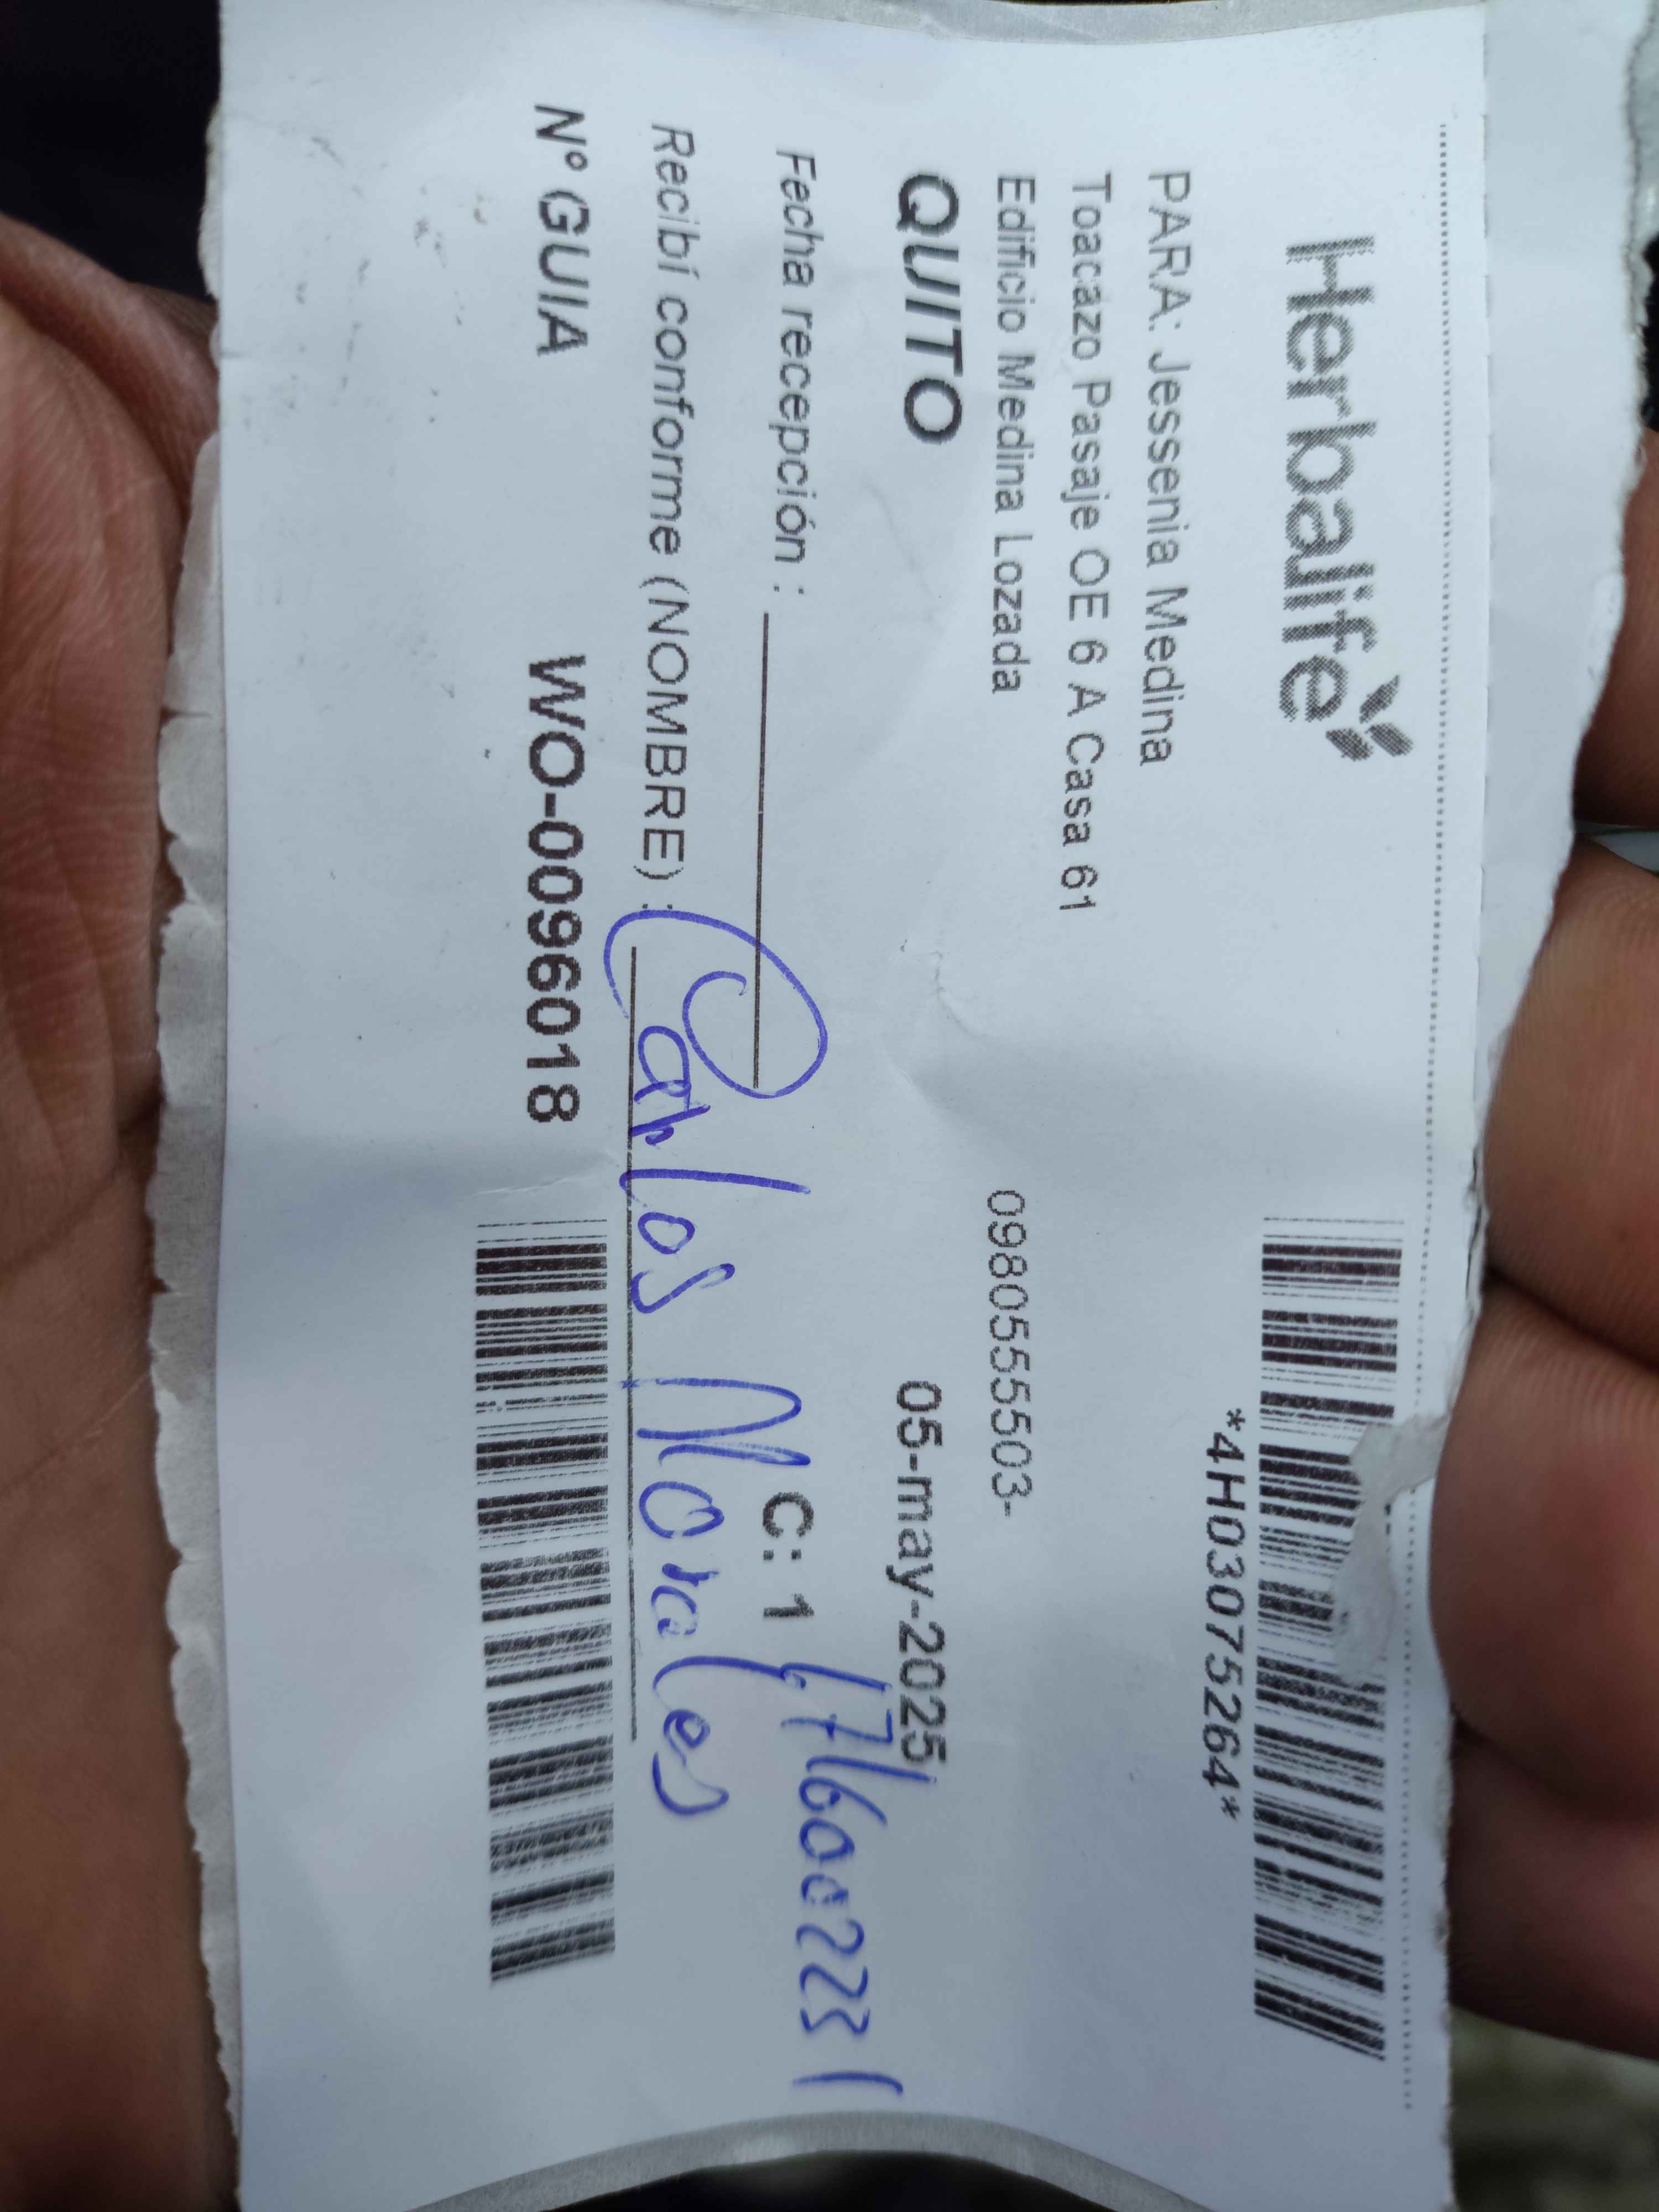 Herbalife
*4H03075264*
PARA: Jessenia Medina
Toacazo Pasaje OE 6 A Casa 61
Edificio Medina Lozada 0980555503-
QUITO 05-may-2025
Fecha recepción : C: 1
Recibí conforme (NOMBRE) : Carlos Morales
N° GUIA WO-0096018